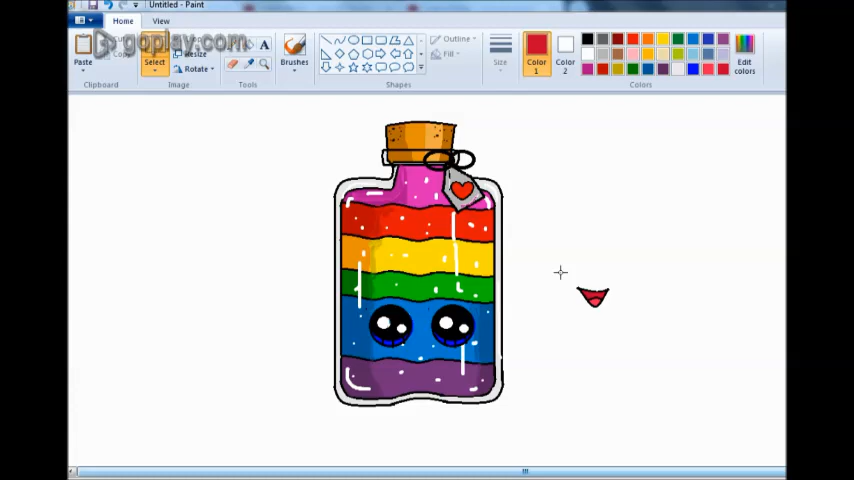 Untitled - Paint
Home View
goplay.com
Paste
Select
Resize
Rotate
A
Brushes
Outline
Fill
Size
Color 1
Color 2
Edit colors
Clipboard
Image
Tools
Shapes
Colors